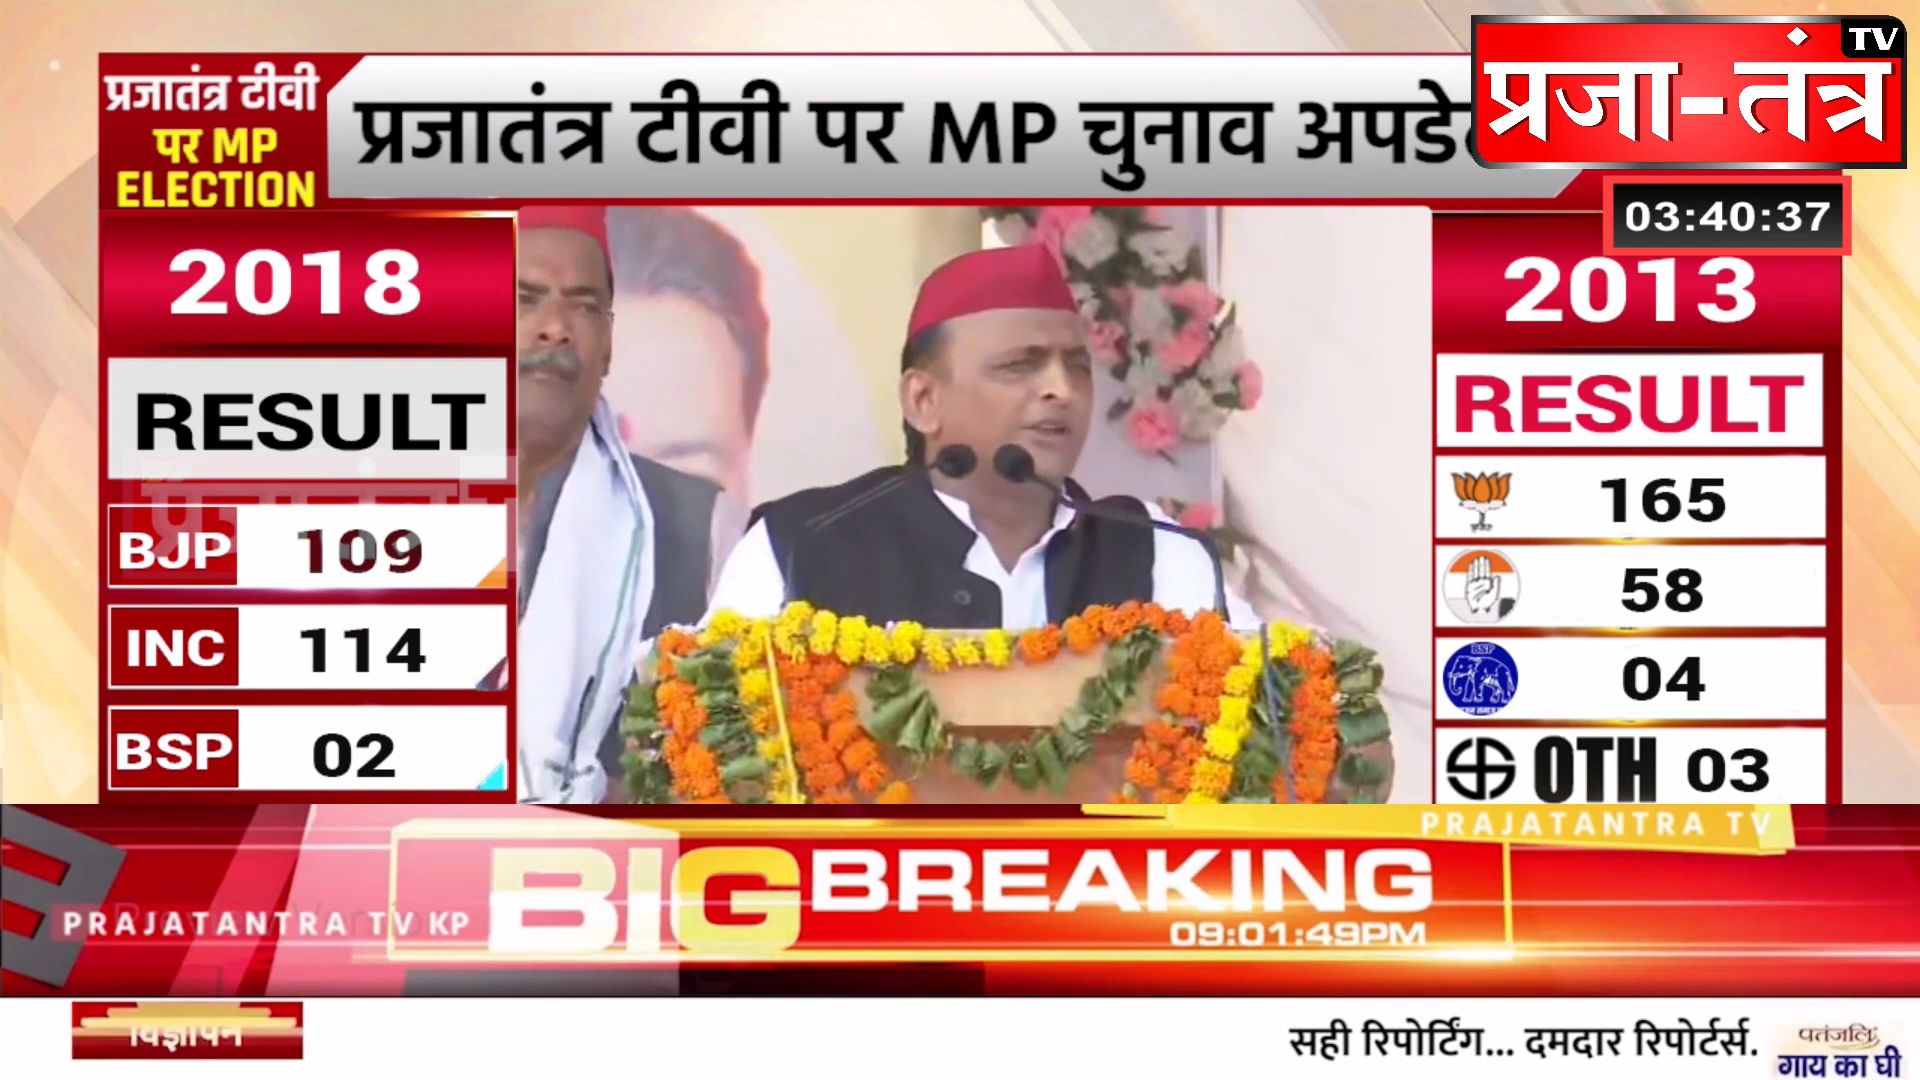 प्रजातंत्र टीवी
पर MP
ELECTION
प्रजातंत्र टीवी पर MP चुनाव
TV
प्रजा-तंत्र
03:40:37
2018
RESULT
BJP 109
INC 114
BSP 02
2013
RESULT
165
58
BSP
04
OTH 03
PRAJATANTRA TV
BIG BREAKING
PRAJATANTRA TV KP
09:01:49PM
विज्ञापन
सही रिपोर्टिंग... दमदार रिपोर्टर्स.
पतंजलि
गाय का घी